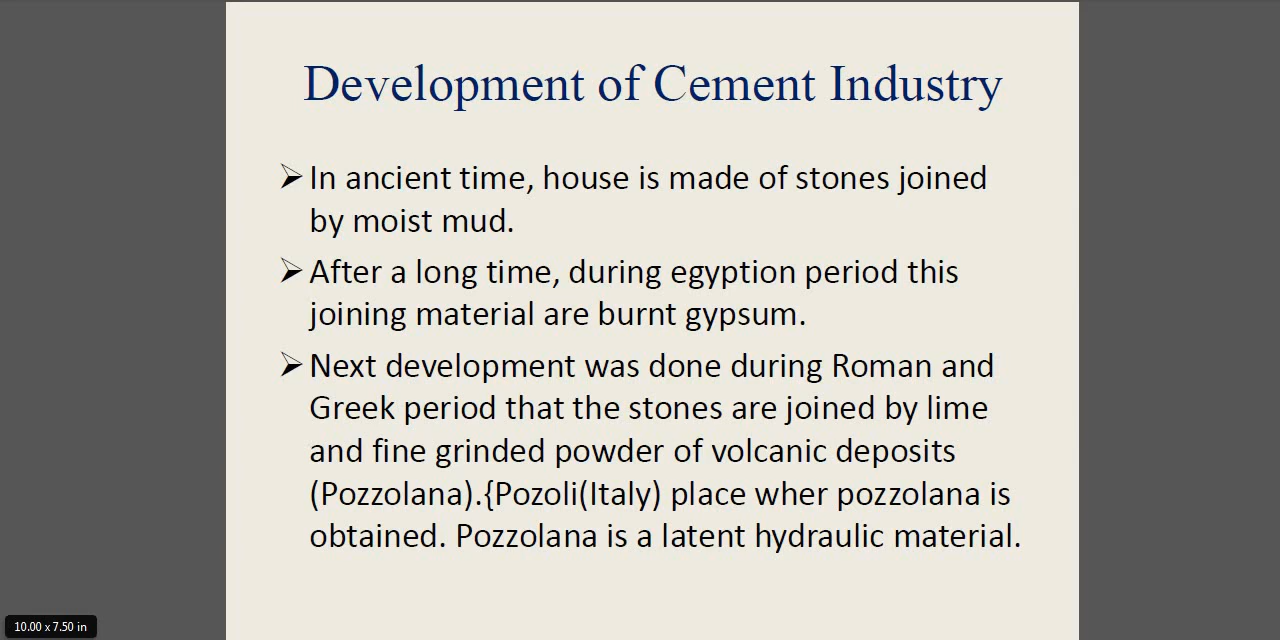 Development of Cement Industry
➢In ancient time, house is made of stones joined
by moist mud.
➢After a long time, during egyption period this
joining material are burnt gypsum.
➢Next development was done during Roman and
Greek period that the stones are joined by lime
and fine grinded powder of volcanic deposits
(Pozzolana).{Pozoli(Italy) place wher pozzolana is
obtained. Pozzolana is a latent hydraulic material.
10.00 x 7.50 in